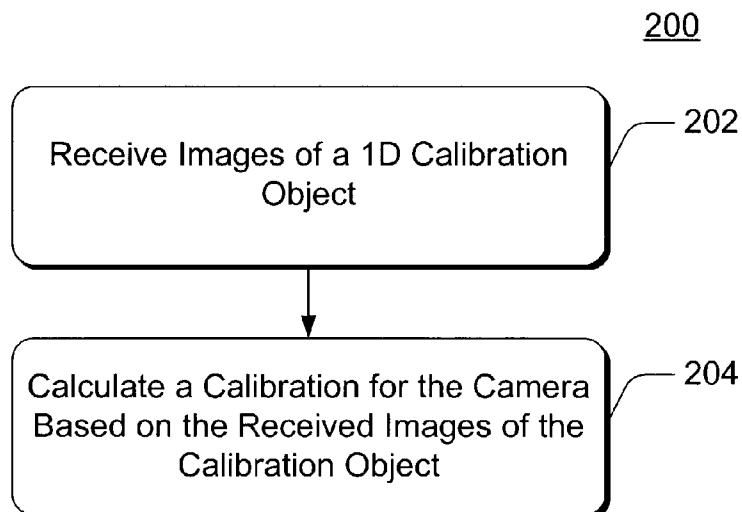 200
Receive Images of a 1D Calibration
Object
202
Calculate a Calibration for the Camera
Based on the Received Images of the
Calibration Object
204